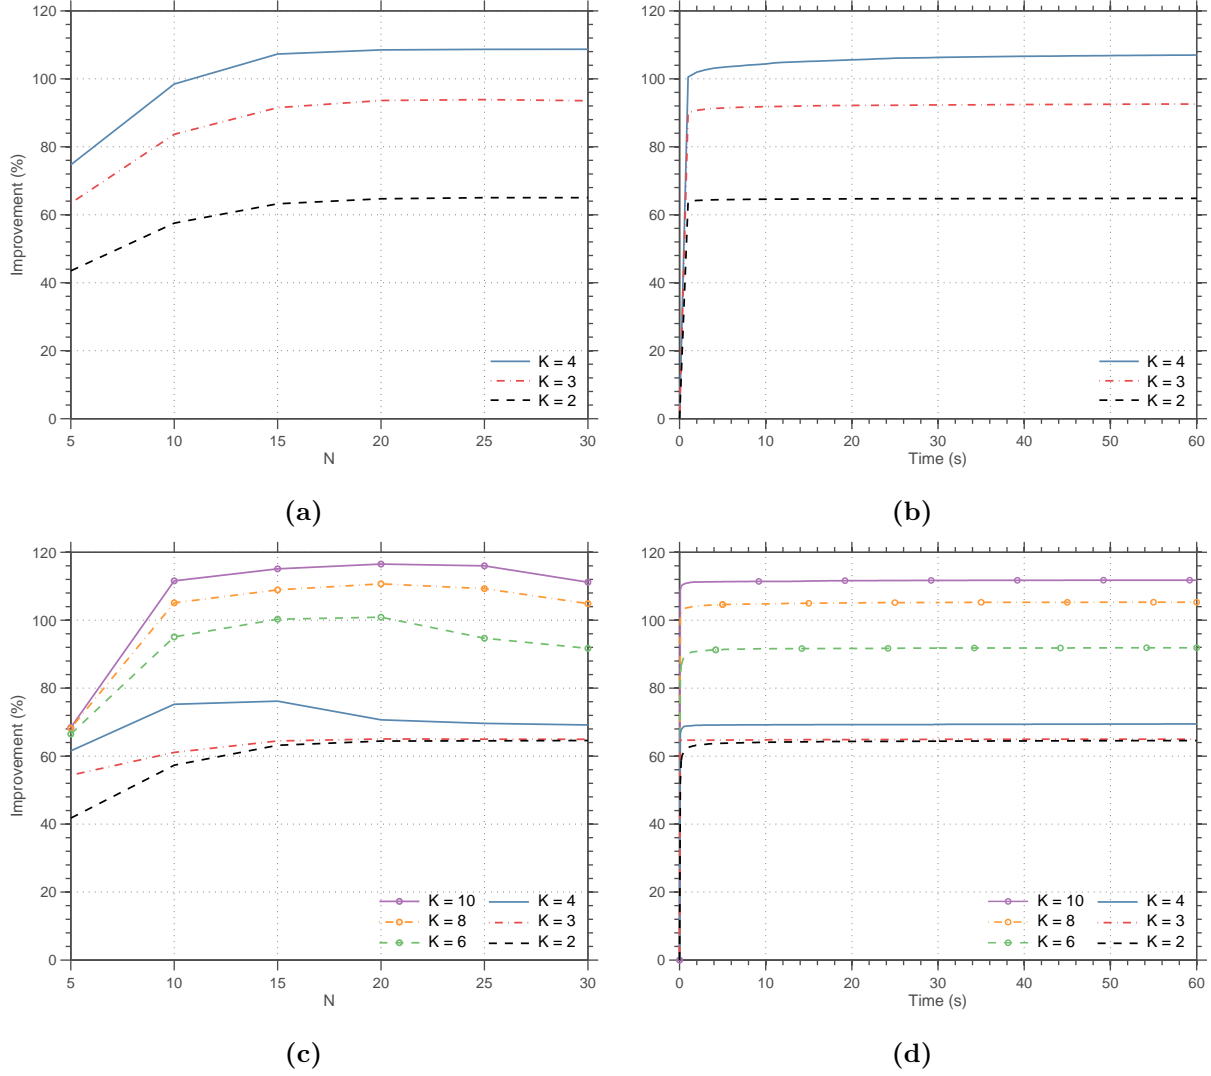 120
100
80
60
40
20
0
Improvement (%)
5 10 15 20 25 30
N
K = 4
K = 3
K = 2
(a)
120
100
80
60
40
20
0
0 10 20 30 40 50 60
Time (s)
K = 4
K = 3
K = 2
(b)
120
100
80
60
40
20
0
Improvement (%)
5 10 15 20 25 30
N
K = 10 K = 4
K = 8 K = 3
K = 6 K = 2
(c)
120
100
80
60
40
20
0
0 10 20 30 40 50 60
Time (s)
K = 10 K = 4
K = 8 K = 3
K = 6 K = 2
(d)